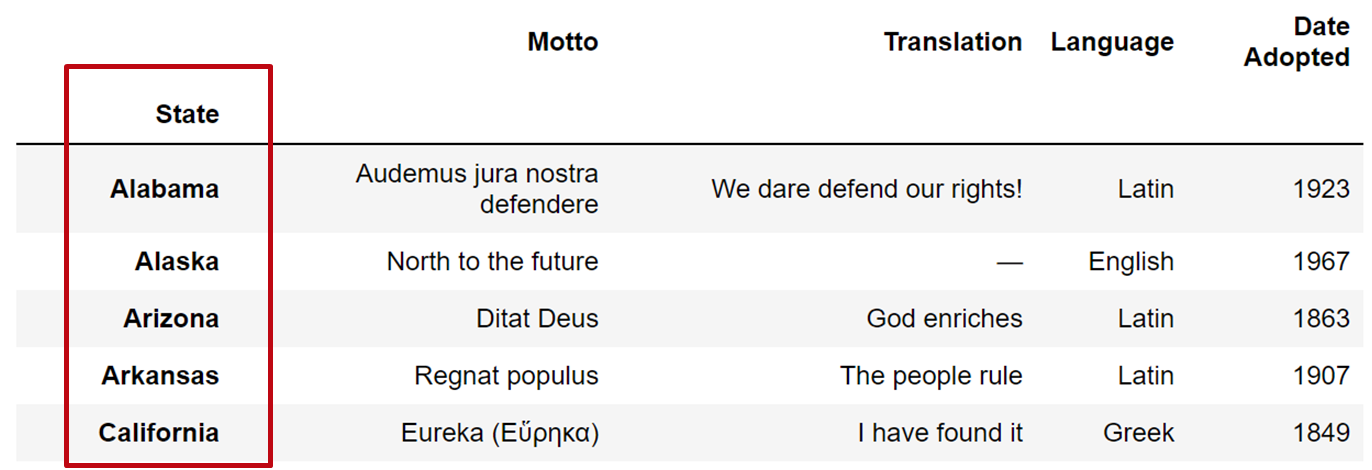 Motto Translation Language Date
Adopted
State
Alabama Audemus jura nostra
defendere We dare defend our rights! Latin 1923
Alaska North to the future — English 1967
Arizona Ditat Deus God enriches Latin 1863
Arkansas Regnat populus The people rule Latin 1907
California Eureka (Εὕρηκα) I have found it Greek 1849